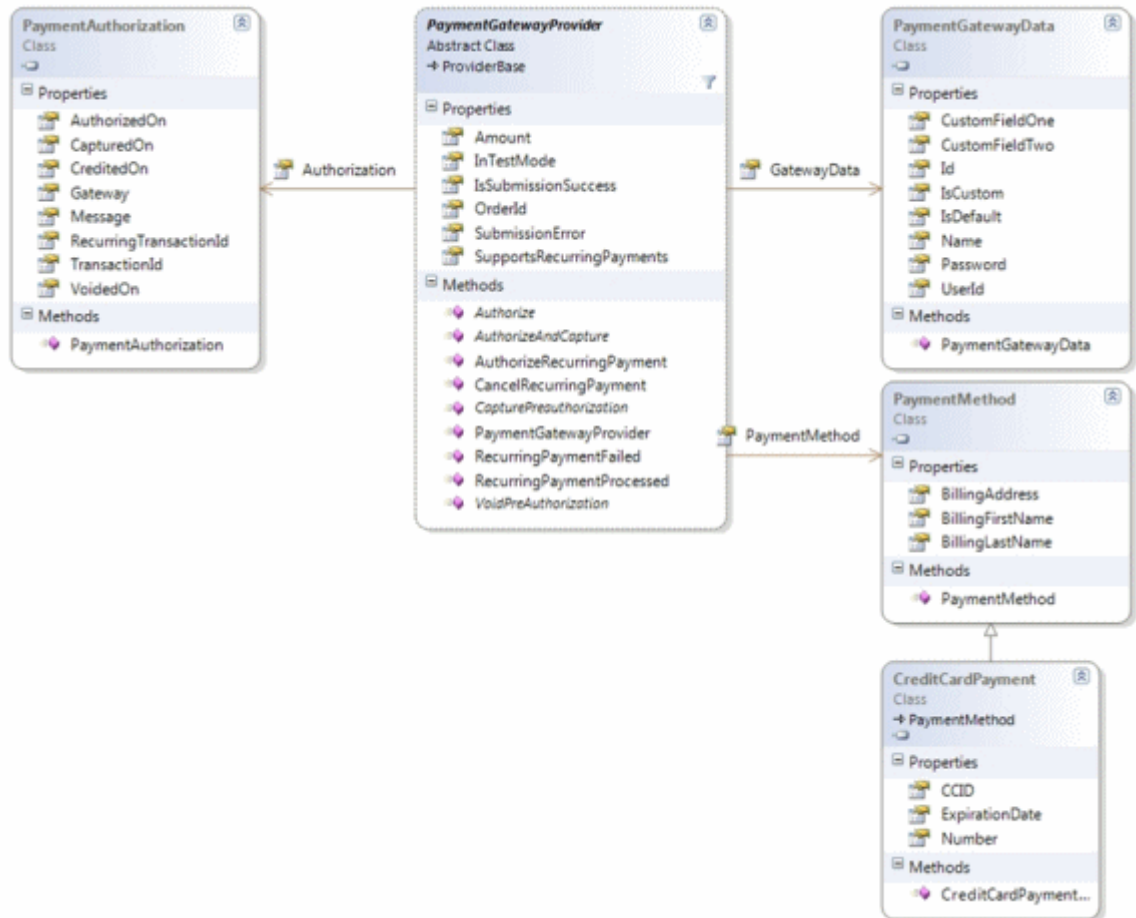 PaymentAuthorization
Class
Properties
AuthorizedOn
CapturedOn
CreditedOn
Gateway
Message
RecurringTransactionId
TransactionId
VoidedOn
Methods
PaymentAuthorization
Authorization
PaymentGatewayProvider
Abstract Class
ProviderBase
Properties
Amount
InTestMode
IsSubmissionSuccess
OrderId
SubmissionError
SupportsRecurringPayments
Methods
Authorize
AuthorizeAndCapture
AuthorizeRecurringPayment
CancelRecurringPayment
CapturePreauthorization
PaymentGatewayProvider
RecurringPaymentFailed
RecurringPaymentProcessed
VoidPreAuthorization
GatewayData
PaymentGatewayData
Class
Properties
CustomFieldOne
CustomFieldTwo
Id
IsCustom
IsDefault
Name
Password
UserId
Methods
PaymentGatewayData
PaymentMethod
PaymentMethod
Class
Properties
BillingAddress
BillingFirstName
BillingLastName
Methods
PaymentMethod
CreditCardPayment
Class
PaymentMethod
Properties
CCID
ExpirationDate
Number
Methods
CreditCardPayment...